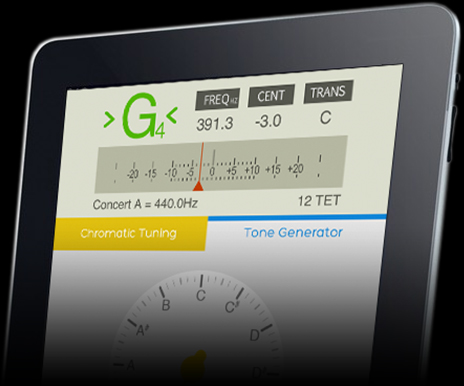 >G4<
FREQ HZ CENT TRANS
391.3 -3.0 C
-20 -15 -10 -5 0 +5 +10 +15 +20
Concert A = 440.0Hz 12 TET
Chromatic Tuning Tone Generator
C
B C#
A# D
A D#